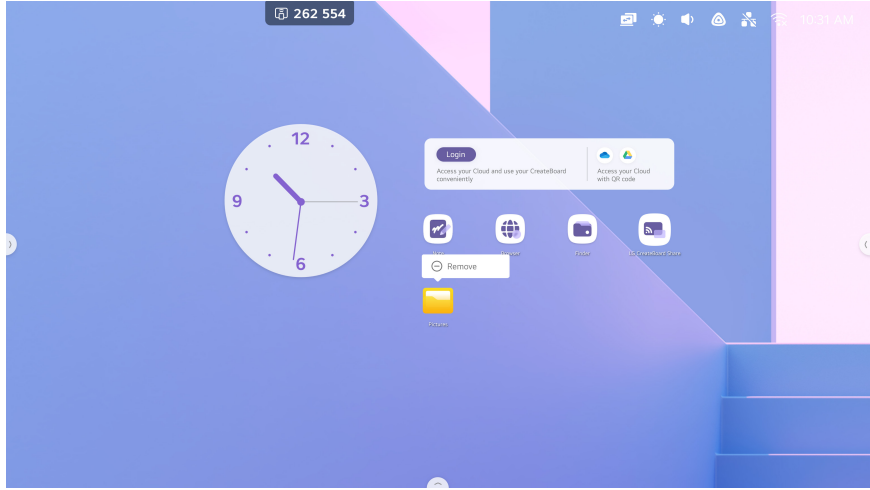 262 554
10:31 AM
12
3
6
9
Login
Access your Cloud and use your CreateBoard
conveniently
Access your Cloud
with QR code
Finder
LG CreateBoard Share
Remove
Pictures